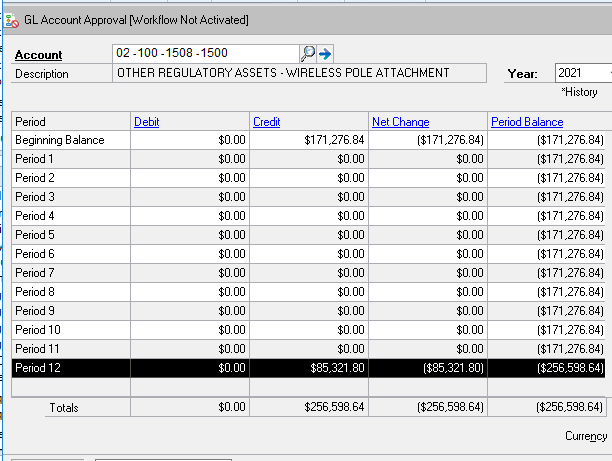 GL Account Approval [Workflow Not Activated]
Account 02 -100 -1508 -1500
Description OTHER REGULATORY ASSETS - WIRELESS POLE ATTACHMENT Year: 2021
*History
Period Debit Credit Net Change Period Balance
Beginning Balance $0.00 $171,276.84 ($171,276.84) ($171,276.84)
Period 1 $0.00 $0.00 $0.00 ($171,276.84)
Period 2 $0.00 $0.00 $0.00 ($171,276.84)
Period 3 $0.00 $0.00 $0.00 ($171,276.84)
Period 4 $0.00 $0.00 $0.00 ($171,276.84)
Period 5 $0.00 $0.00 $0.00 ($171,276.84)
Period 6 $0.00 $0.00 $0.00 ($171,276.84)
Period 7 $0.00 $0.00 $0.00 ($171,276.84)
Period 8 $0.00 $0.00 $0.00 ($171,276.84)
Period 9 $0.00 $0.00 $0.00 ($171,276.84)
Period 10 $0.00 $0.00 $0.00 ($171,276.84)
Period 11 $0.00 $0.00 $0.00 ($171,276.84)
Period 12 $0.00 $85,321.80 ($85,321.80) ($256,598.64)
Totals $0.00 $256,598.64 ($256,598.64) ($256,598.64)
Currency